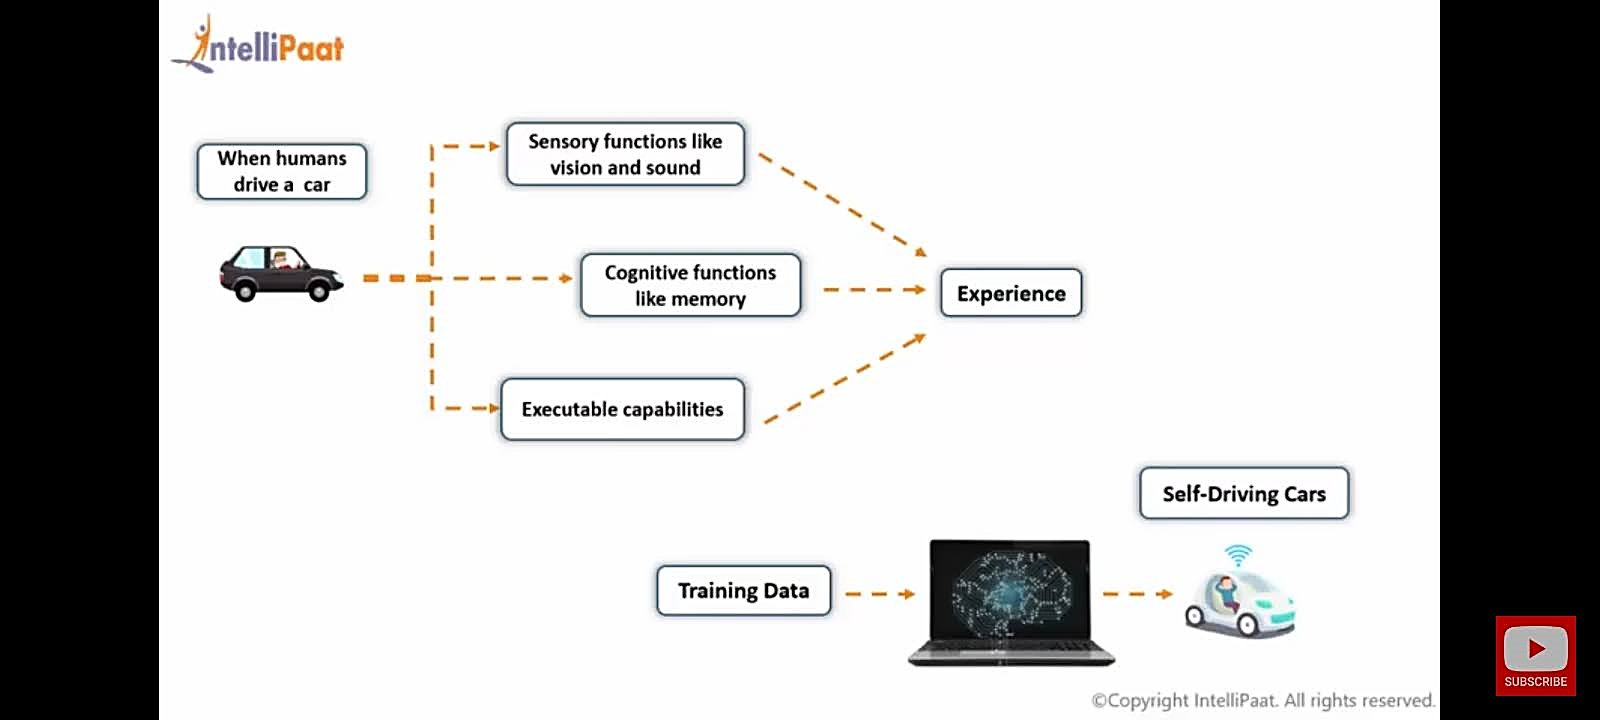 IntelliPaat
When humans
drive a car
Sensory functions like
vision and sound
Cognitive functions
like memory
Experience
Executable capabilities
Self-Driving Cars
Training Data
SUBSCRIBE
©Copyright IntelliPaat. All rights reserved.